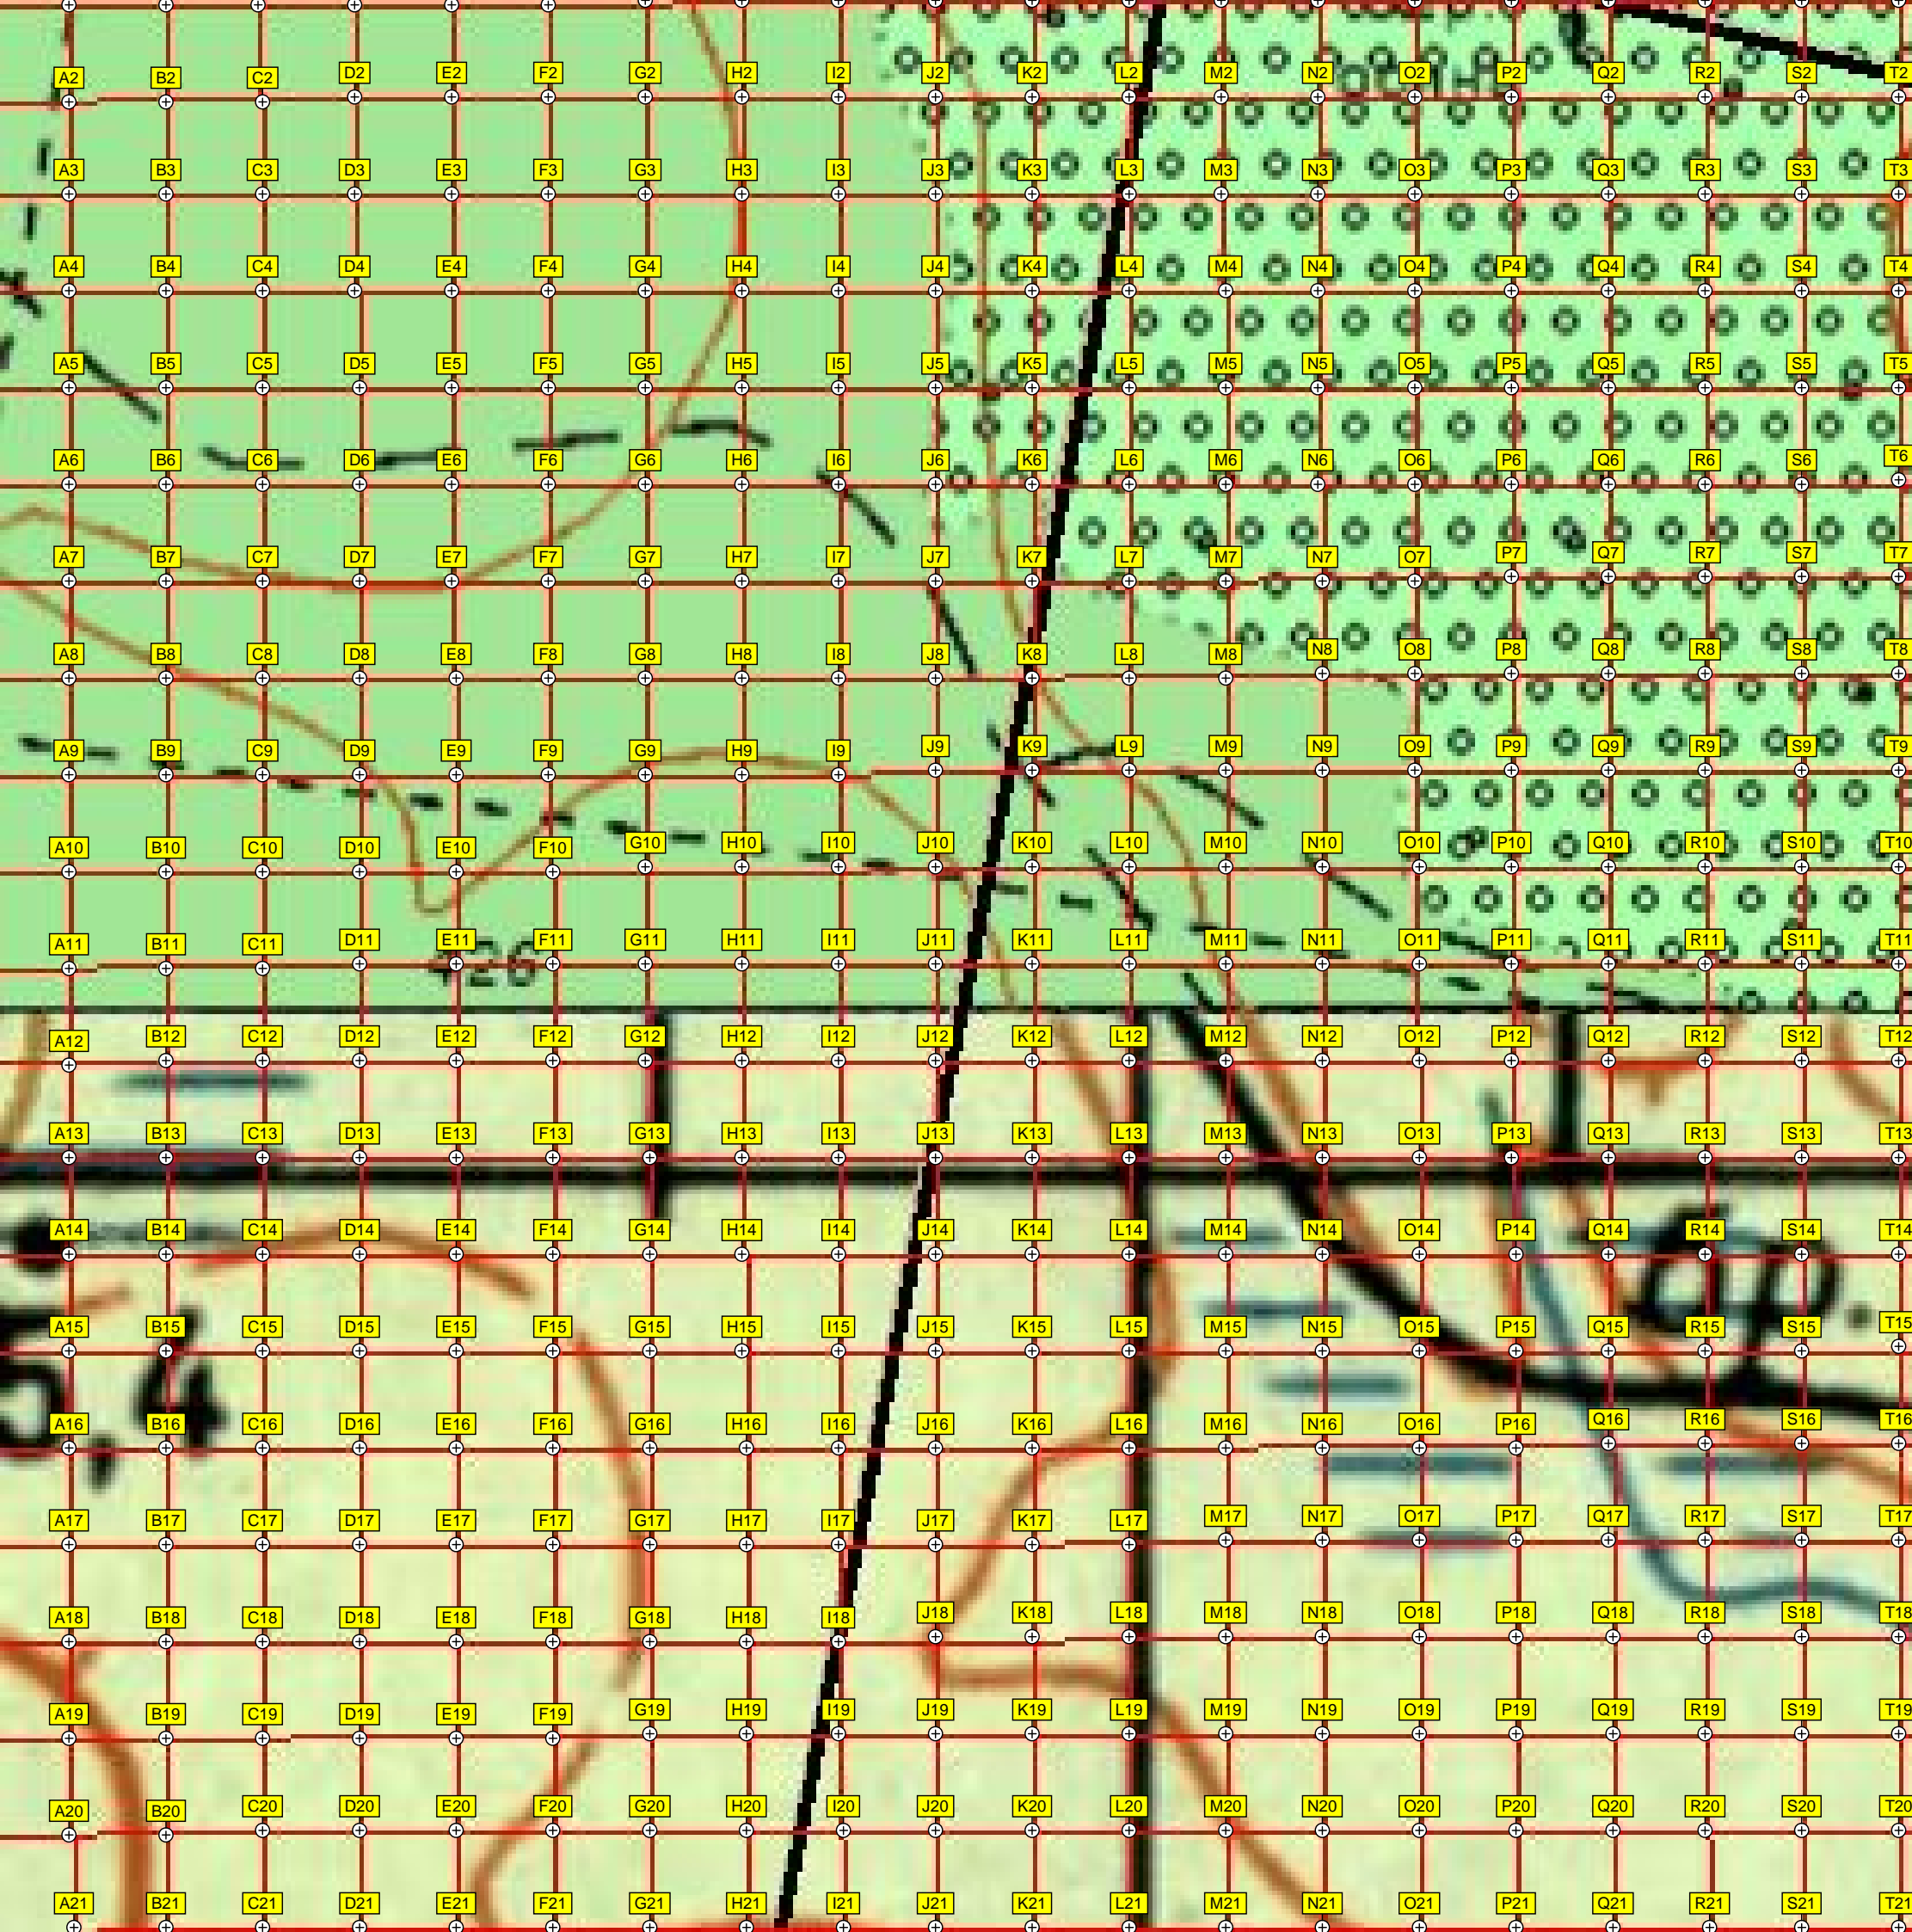 A2 B2 C2 D2 E2 F2 G2 H2 I2 J2 K2 L2 M2 N2 O2 P2 Q2 R2 S2 T2
A3 B3 C3 D3 E3 F3 G3 H3 I3 J3 K3 L3 M3 N3 O3 P3 Q3 R3 S3 T3
A4 B4 C4 D4 E4 F4 G4 H4 I4 J4 K4 L4 M4 N4 O4 P4 Q4 R4 S4 T4
A5 B5 C5 D5 E5 F5 G5 H5 I5 J5 K5 L5 M5 N5 O5 P5 Q5 R5 S5 T5
A6 B6 C6 D6 E6 F6 G6 H6 I6 J6 K6 L6 M6 N6 O6 P6 Q6 R6 S6 T6
A7 B7 C7 D7 E7 F7 G7 H7 I7 J7 K7 L7 M7 N7 O7 P7 Q7 R7 S7 T7
A8 B8 C8 D8 E8 F8 G8 H8 I8 J8 K8 L8 M8 N8 O8 P8 Q8 R8 S8 T8
A9 B9 C9 D9 E9 F9 G9 H9 I9 J9 K9 L9 M9 N9 O9 P9 Q9 R9 S9 T9
A10 B10 C10 D10 E10 F10 G10 H10 I10 J10 K10 L10 M10 N10 O10 P10 Q10 R10 S10 T10
A11 B11 C11 D11 E11 F11 G11 H11 I11 J11 K11 L11 M11 N11 O11 P11 Q11 R11 S11 T11
426
A12 B12 C12 D12 E12 F12 G12 H12 I12 J12 K12 L12 M12 N12 O12 P12 Q12 R12 S12 T12
A13 B13 C13 D13 E13 F13 G13 H13 I13 J13 K13 L13 M13 N13 O13 P13 Q13 R13 S13 T13
A14 B14 C14 D14 E14 F14 G14 H14 I14 J14 K14 L14 M14 N14 O14 P14 Q14 R14 S14 T14
ур.
A15 B15 C15 D15 E15 F15 G15 H15 I15 J15 K15 L15 M15 N15 O15 P15 Q15 R15 S15 T15
5,4
A16 B16 C16 D16 E16 F16 G16 H16 I16 J16 K16 L16 M16 N16 O16 P16 Q16 R16 S16 T16
A17 B17 C17 D17 E17 F17 G17 H17 I17 J17 K17 L17 M17 N17 O17 P17 Q17 R17 S17 T17
A18 B18 C18 D18 E18 F18 G18 H18 I18 J18 K18 L18 M18 N18 O18 P18 Q18 R18 S18 T18
A19 B19 C19 D19 E19 F19 G19 H19 I19 J19 K19 L19 M19 N19 O19 P19 Q19 R19 S19 T19
A20 B20 C20 D20 E20 F20 G20 H20 I20 J20 K20 L20 M20 N20 O20 P20 Q20 R20 S20 T20
A21 B21 C21 D21 E21 F21 G21 H21 I21 J21 K21 L21 M21 N21 O21 P21 Q21 R21 S21 T21